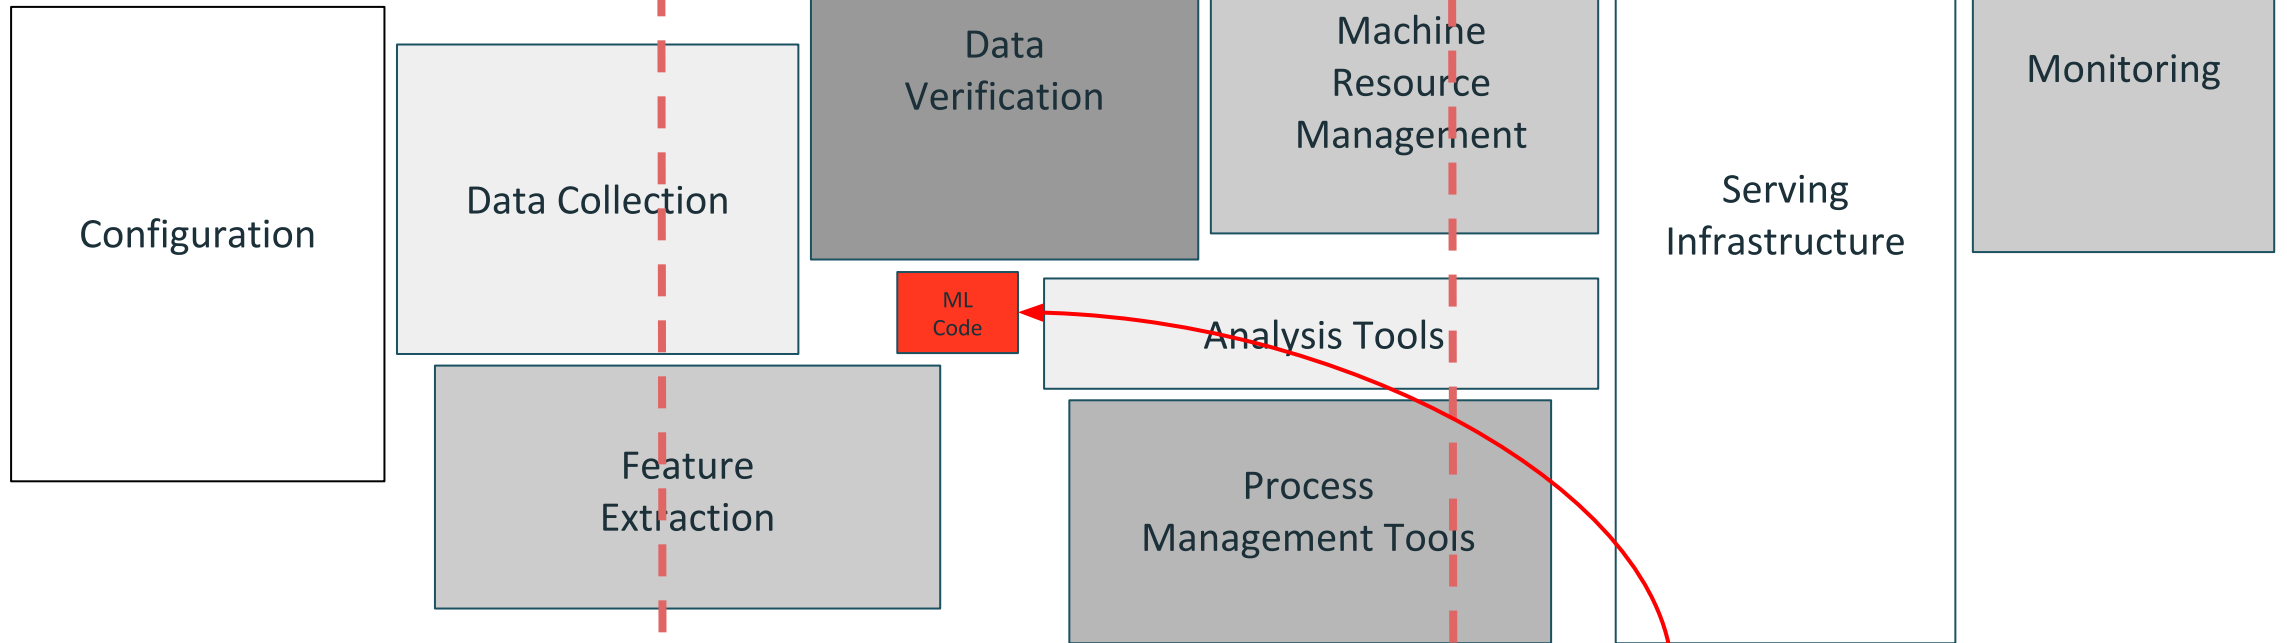 Configuration
Data Collection
Feature
Extraction
Data
Verification
ML
Code
Machine
Resource
Management
Analysis Tools
Process
Management Tools
Serving
Infrastructure
Monitoring